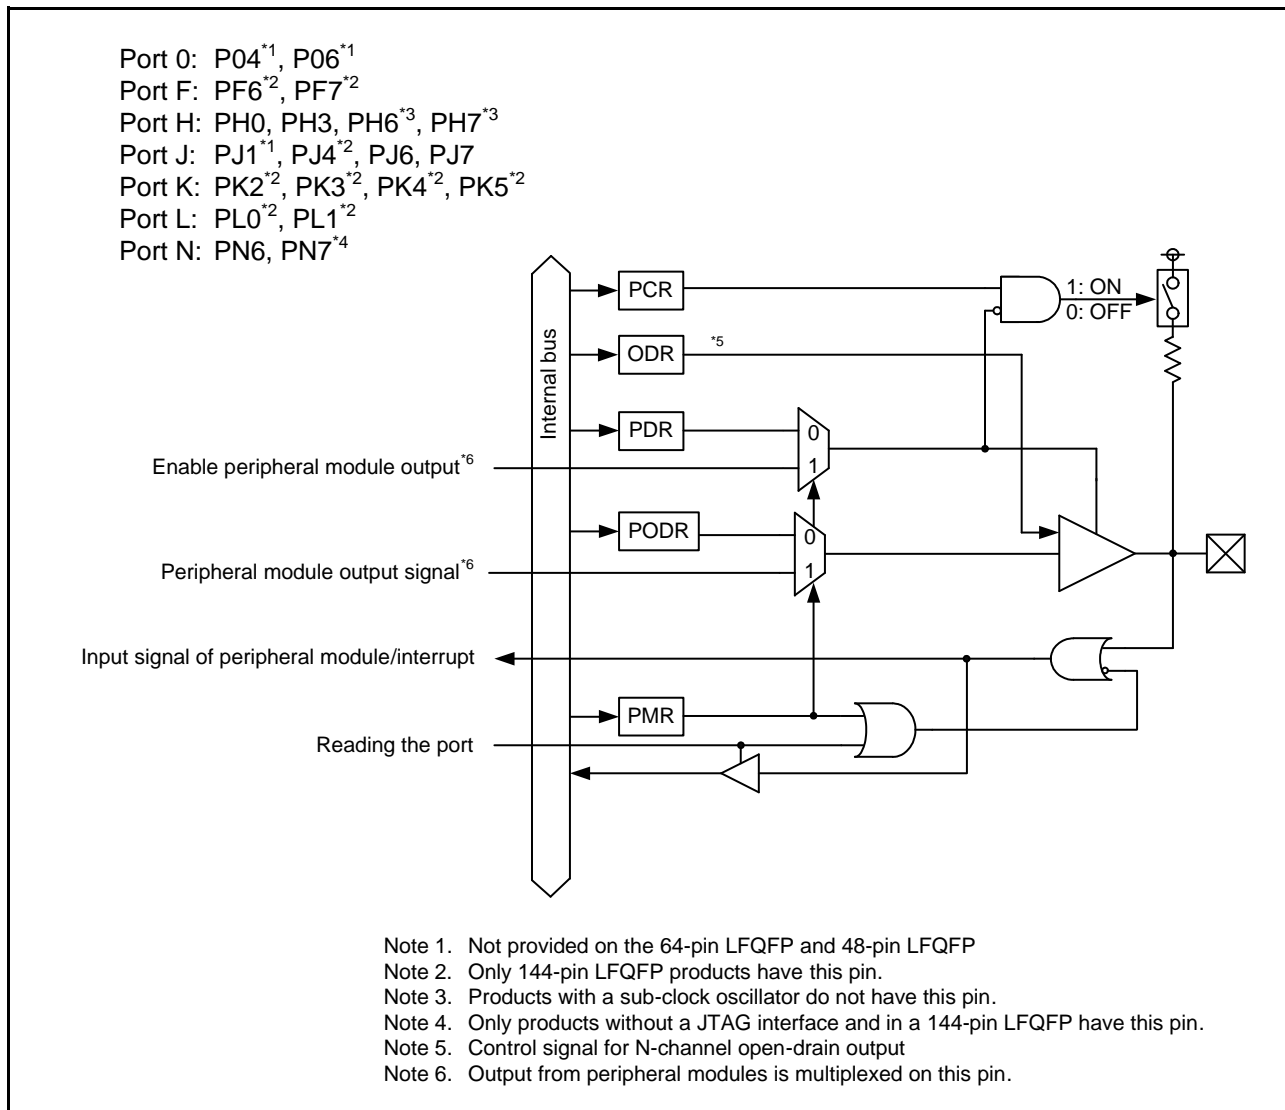 Port 0: P04*1, P06*1
Port F: PF6*2, PF7*2
Port H: PH0, PH3, PH6*3, PH7*3
Port J: PJ1*1, PJ4*2, PJ6, PJ7
Port K: PK2*2, PK3*2, PK4*2, PK5*2
Port L: PL0*2, PL1*2
Port N: PN6, PN7*4
Internal bus
PCR
1: ON
0: OFF
ODR
*5
PDR
0
1
Enable peripheral module output*6
PODR
0
1
Peripheral module output signal*6
Input signal of peripheral module/interrupt
PMR
Reading the port
Note 1. Not provided on the 64-pin LFQFP and 48-pin LFQFP
Note 2. Only 144-pin LFQFP products have this pin.
Note 3. Products with a sub-clock oscillator do not have this pin.
Note 4. Only products without a JTAG interface and in a 144-pin LFQFP have this pin.
Note 5. Control signal for N-channel open-drain output
Note 6. Output from peripheral modules is multiplexed on this pin.